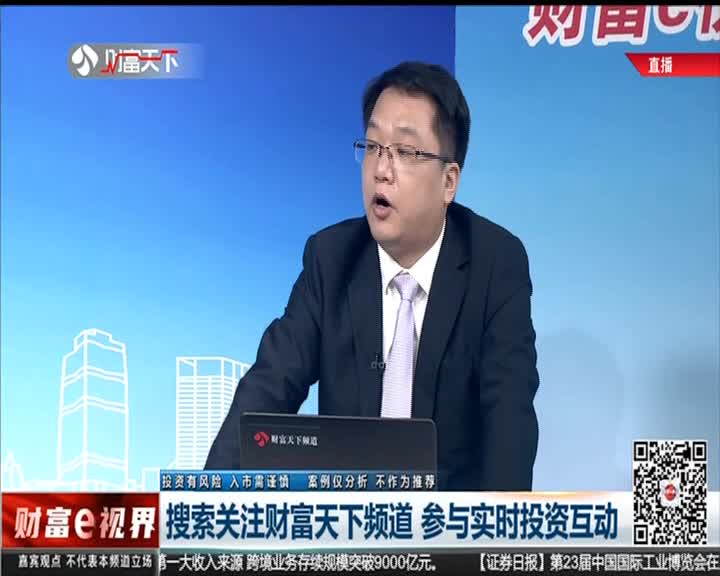 财富天下
财富e视
直播
财富天下频道
投资有风险 入市需谨慎 案例仅分析 不作为推荐
财富e视界
搜索关注财富天下频道 参与实时投资互动
嘉宾观点 不代表本频道立场
第一大收入来源 跨境业务存续规模突破9000亿元。 【证券日报】第23届中国国际工业博览会在